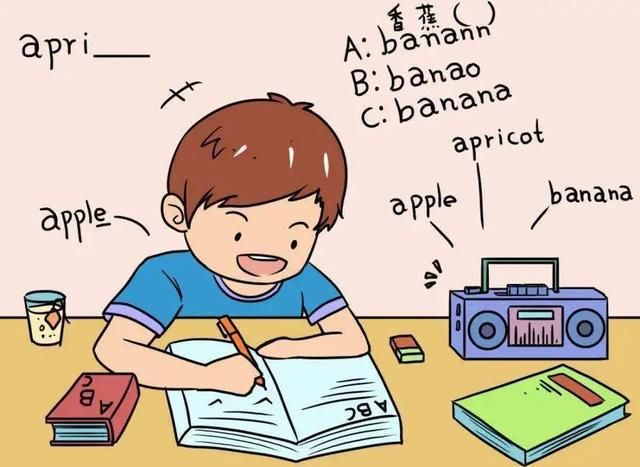 香蕉( )
apri___
A: banann
B: banao
C: banana
apricot
apple
banana
apple
ABC
ABC